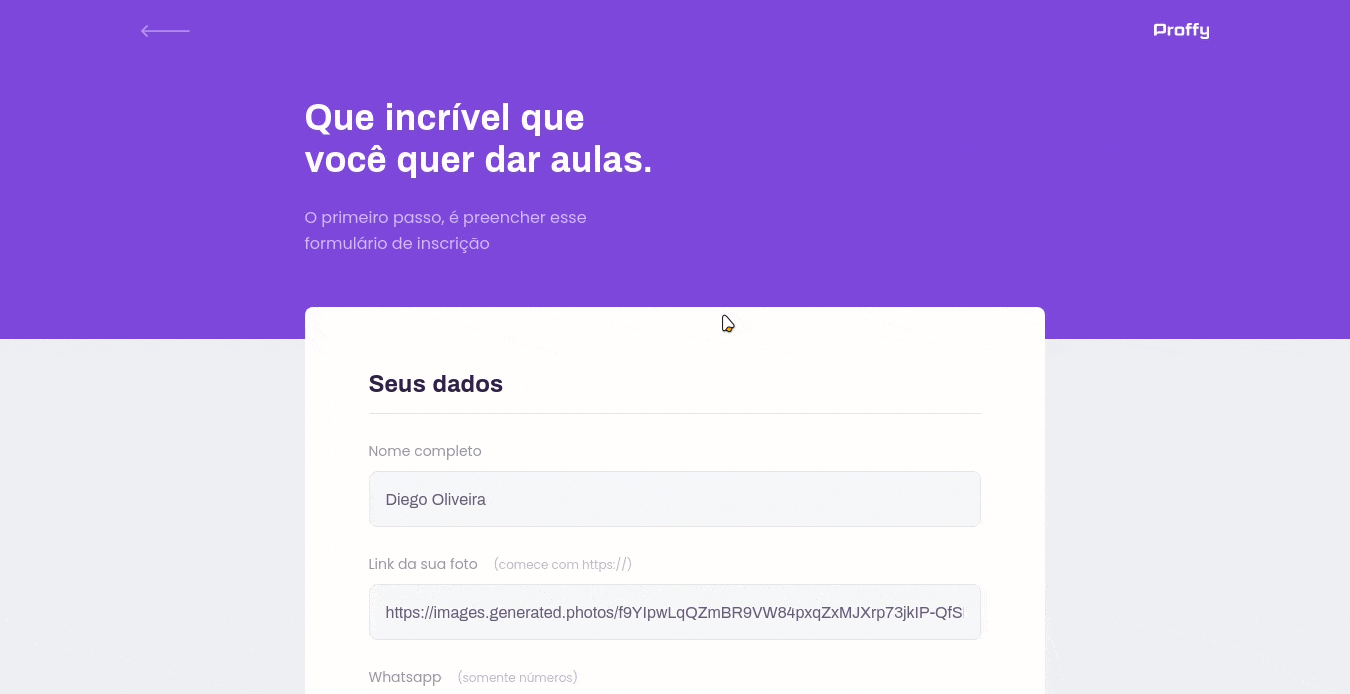 Proffy
Que incrível que
você quer dar aulas.
O primeiro passo, é preencher esse
formulário de inscrição
Seus dados
Nome completo
Diego Oliveira
Link da sua foto (comece com https://)
https://images.generated.photos/f9YIpwLqQZmBR9VW84pxqZxMJXrp73jkIP-QfS
Whatsapp (somente números)